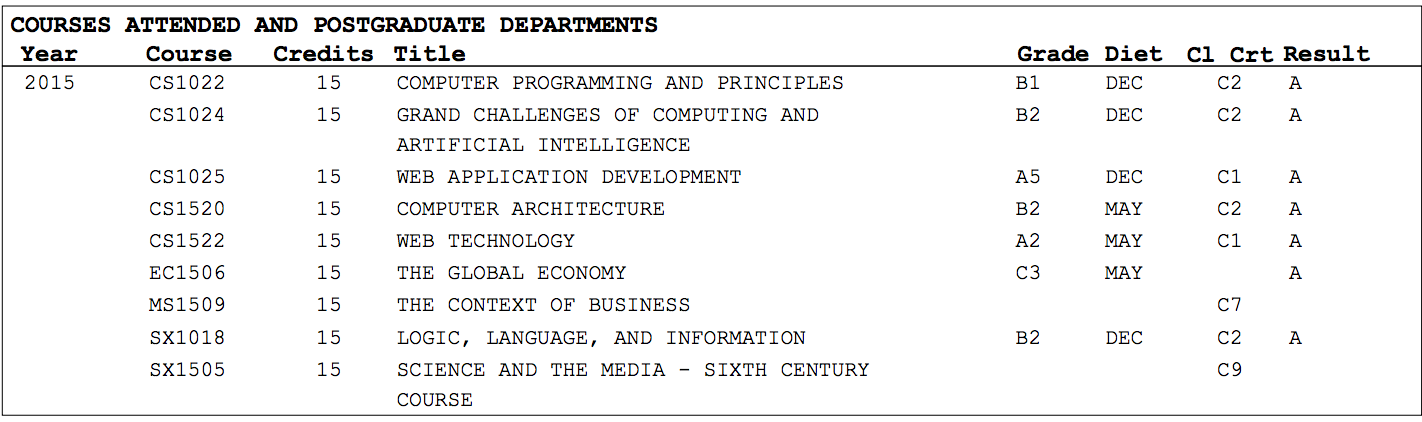 COURSES ATTENDED AND POSTGRADUATE DEPARTMENTS
Year Course Credits Title Grade Diet Cl Crt Result
2015 CS1022 15 COMPUTER PROGRAMMING AND PRINCIPLES B1 DEC C2 A
CS1024 15 GRAND CHALLENGES OF COMPUTING AND B2 DEC C2 A
ARTIFICIAL INTELLIGENCE
CS1025 15 WEB APPLICATION DEVELOPMENT A5 DEC C1 A
CS1520 15 COMPUTER ARCHITECTURE B2 MAY C2 A
CS1522 15 WEB TECHNOLOGY A2 MAY C1 A
EC1506 15 THE GLOBAL ECONOMY C3 MAY A
MS1509 15 THE CONTEXT OF BUSINESS C7
SX1018 15 LOGIC, LANGUAGE, AND INFORMATION B2 DEC C2 A
SX1505 15 SCIENCE AND THE MEDIA - SIXTH CENTURY C9
COURSE